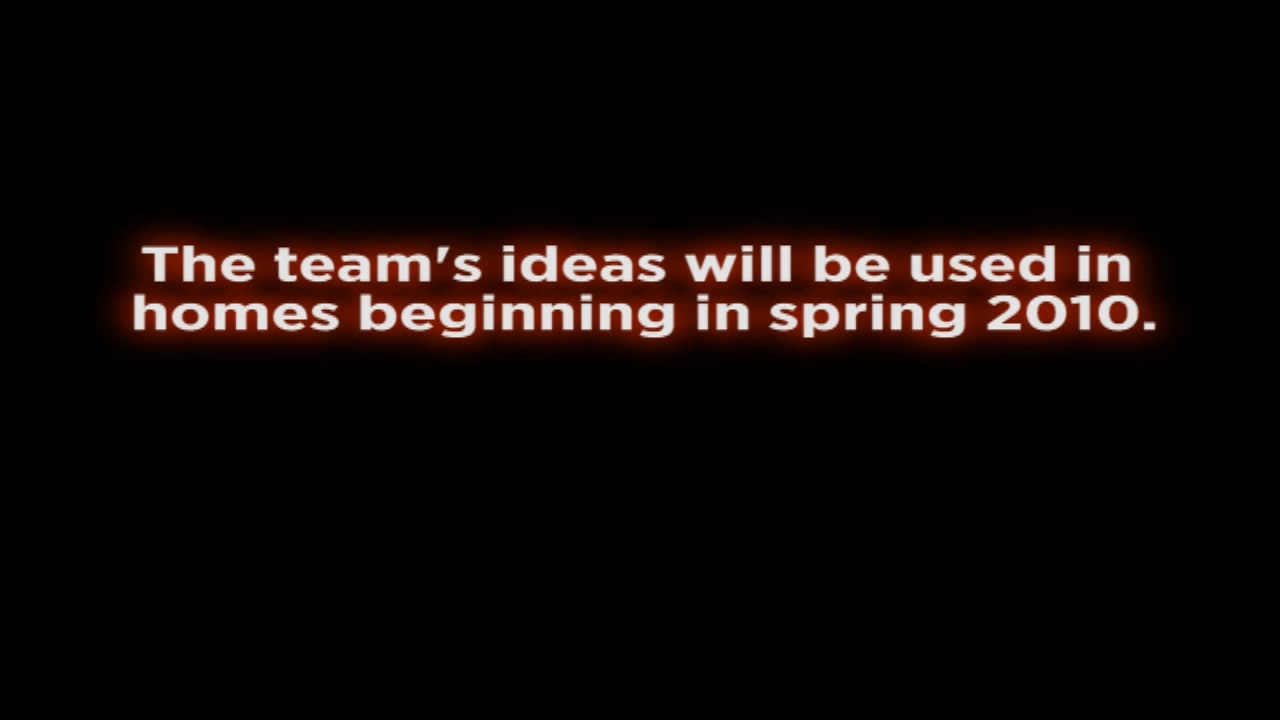 The team's ideas will be used in
homes beginning in spring 2010.